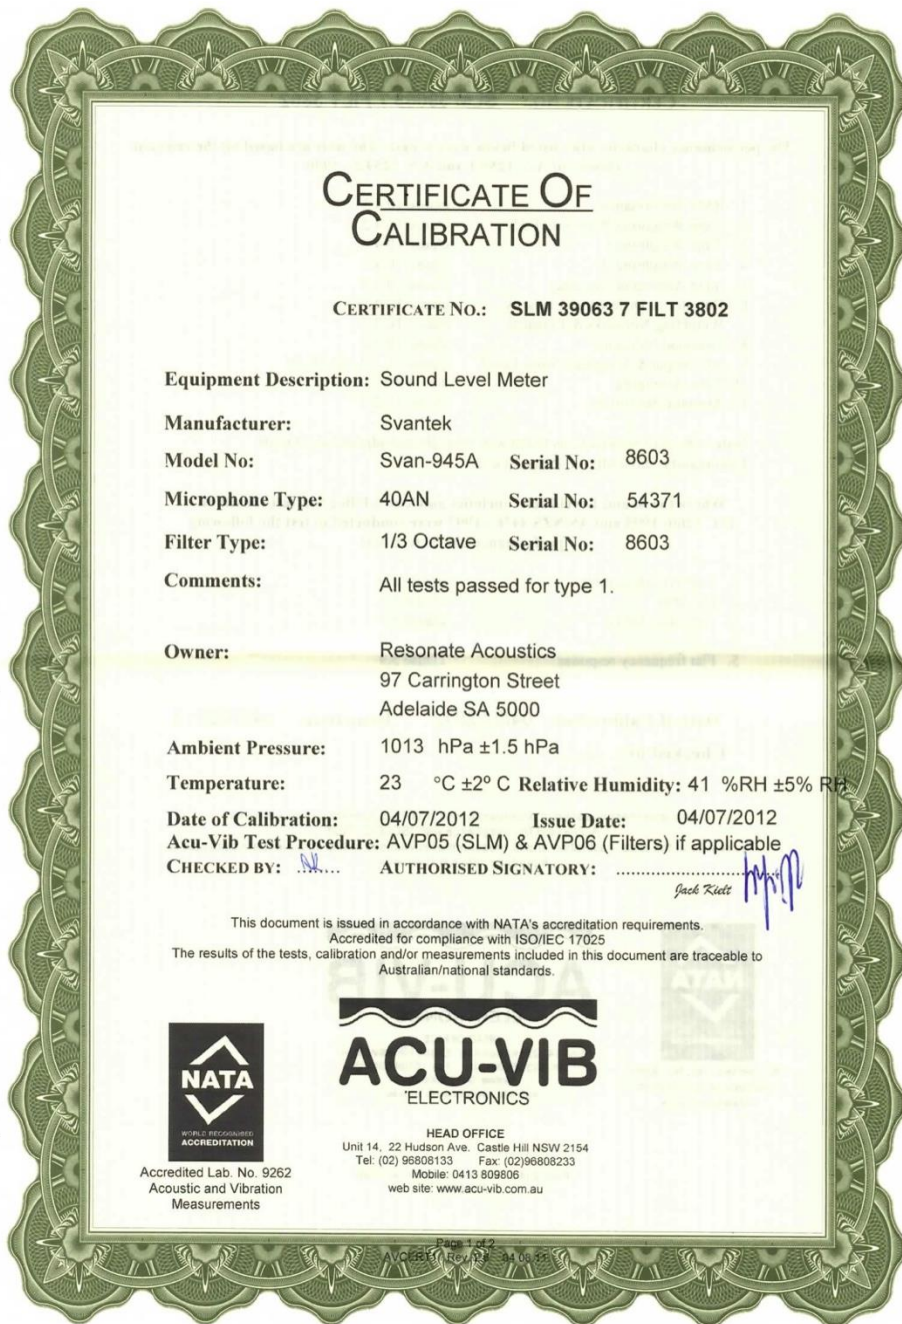 CERTIFICATE OF
CALIBRATION
CERTIFICATE NO.: SLM 39063 7 FILT 3802
Equipment Description: Sound Level Meter
Manufacturer: Svantek
Model No: Svan-945A Serial No: 8603
Microphone Type: 40AN Serial No: 54371
Filter Type: 1/3 Octave Serial No: 8603
Comments: All tests passed for type 1.
Owner: Resonate Acoustics
97 Carrington Street
Adelaide SA 5000
Ambient Pressure: 1013 hPa ±1.5 hPa
Temperature: 23 °C ±2° C Relative Humidity: 41 %RH ±5% RH
Date of Calibration: 04/07/2012 Issue Date: 04/07/2012
Acu-Vib Test Procedure: AVP05 (SLM) & AVP06 (Filters) if applicable
CHECKED BY: AUTHORISED SIGNATORY:
Jack Kielt
This document is issued in accordance with NATA's accreditation requirements.
Accredited for compliance with ISO/IEC 17025
The results of the tests, calibration and/or measurements included in this document are traceable to
Australian/national standards.
NATA
WORLD RECOGNISED
ACCREDITATION
Accredited Lab. No. 9262
Acoustic and Vibration
Measurements
ACU-VIB
ELECTRONICS
HEAD OFFICE
Unit 14, 22 Hudson Ave. Castle Hill NSW 2154
Tel: (02) 96808133 Fax: (02)96808233
Mobile: 0413 809806
web site: www.acu-vib.com.au
Page 1 of 2
Rev.